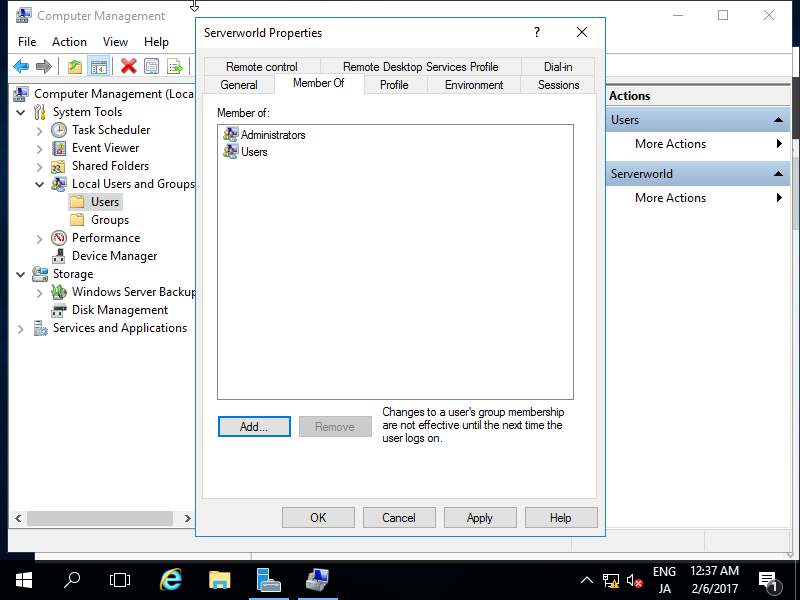 Computer Management
File Action View Help
Computer Management (Loca
System Tools
Task Scheduler
Event Viewer
Shared Folders
Local Users and Groups
Users
Groups
Performance
Device Manager
Storage
Windows Server Backup
Disk Management
Services and Applications
Serverworld Properties
?
Remote control Remote Desktop Services Profile Dial-in
General Member Of Profile Environment Sessions
Member of:
Administrators
Users
Add... Remove
Changes to a user's group membership
are not effective until the next time the
user logs on.
OK Cancel Apply Help
Actions
Users
More Actions
Serverworld
More Actions
ENG
JA
12:37 AM
2/6/2017
1